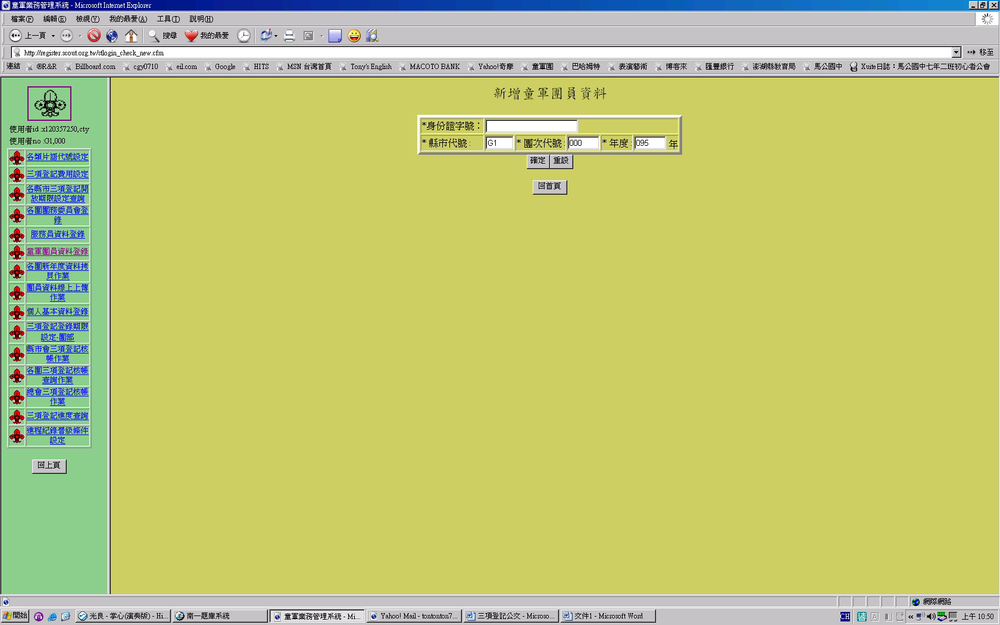 童軍業務管理系統 - Microsoft Internet Explorer
檔案(F) 編輯(E) 檢視(V) 我的最愛(A) 工具(T) 說明(H)
上一頁 搜尋 我的最愛
http://register.scout.org.tw/stlogin_check_new.cfm 移至
連結 ®R&R Billboard.com cgy0710 eil.com Google HITS MSN 台灣首頁 Tony's English MACOTO BANK Yahoo!奇摩 童軍團 巴哈姆特 表演藝術 博客來 匯豐銀行 澎湖縣教育局 馬公國中 Xuite日誌：馬公國中七年二班初心者公會
使用者id :x120357250,cty
使用者no :G1,000
各類片語代號設定
三項登記費用設定
各縣市三項登記開
放期限設定查詢
各團團務委員會登
錄
服務員資料登錄
童軍團員資料登錄
各團新年度資料拷
貝作業
團員資料線上上傳
作業
個人基本資料登錄
三項登記登錄期限
設定-團部
縣市會三項登記核
帳作業
各團三項登記核帳
查詢作業
總會三項登記核帳
作業
三項登記進度查詢
進程紀錄晉級條件
設定
回上頁
新增童軍團員資料
*身份證字號：
* 縣市代號: G1 * 團次代號: 000 * 年度: 095 年
確定 重設
回首頁
網際網路
開始 光良 - 掌心(演奏版) - Hi... 南一題庫系統 童軍業務管理系統 - Mi... Yahoo! Mail - tontonton7... 三項登記公文 - Microso... 文件1 - Microsoft Word CH 上午 10:50